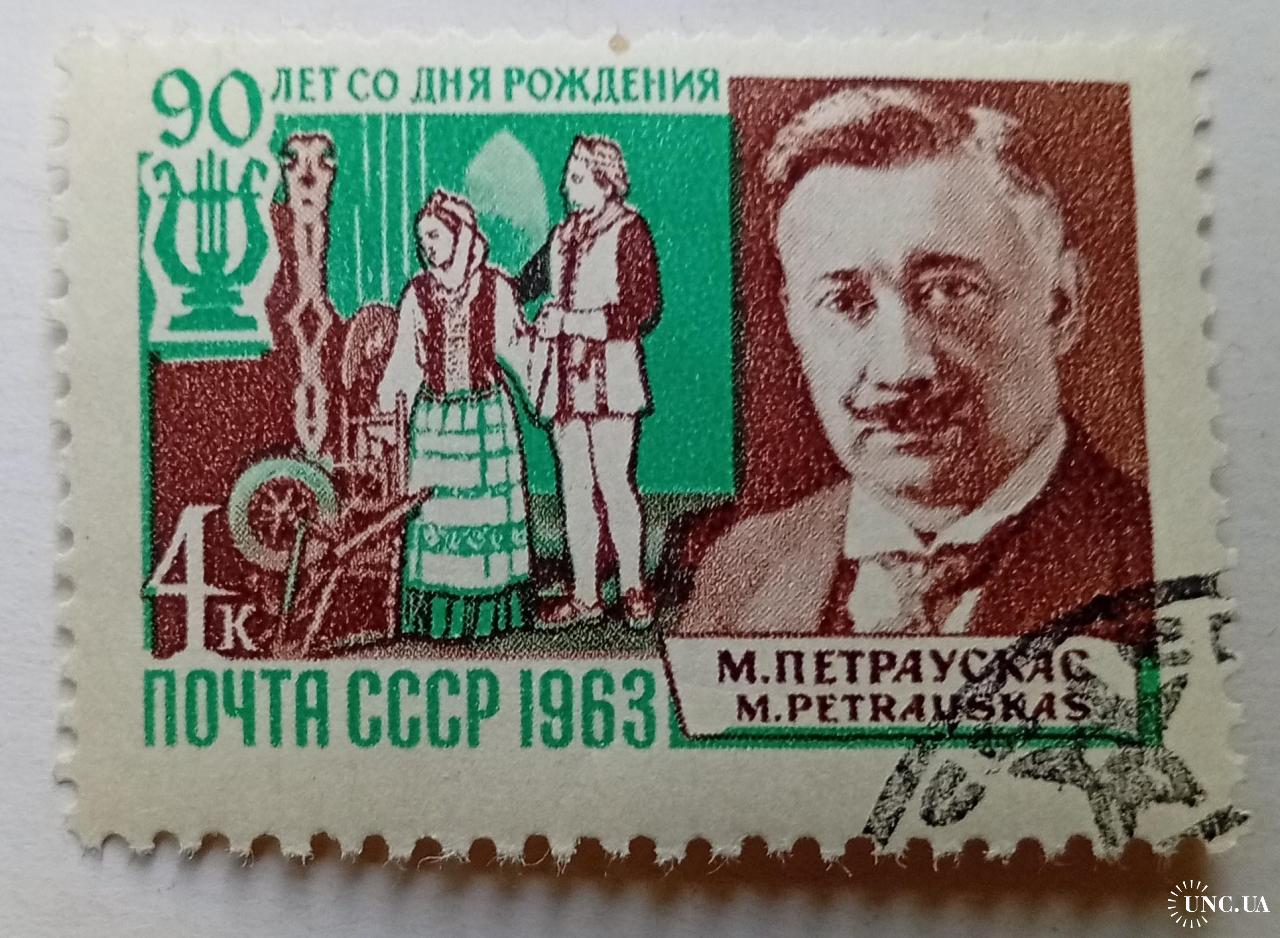 90 ЛЕТ СО ДНЯ РОЖДЕНИЯ
4 К
ПОЧТА СССР 1963
М.ПЕТРАУСКАС
M.PETRAUSKAS
UNC.UA